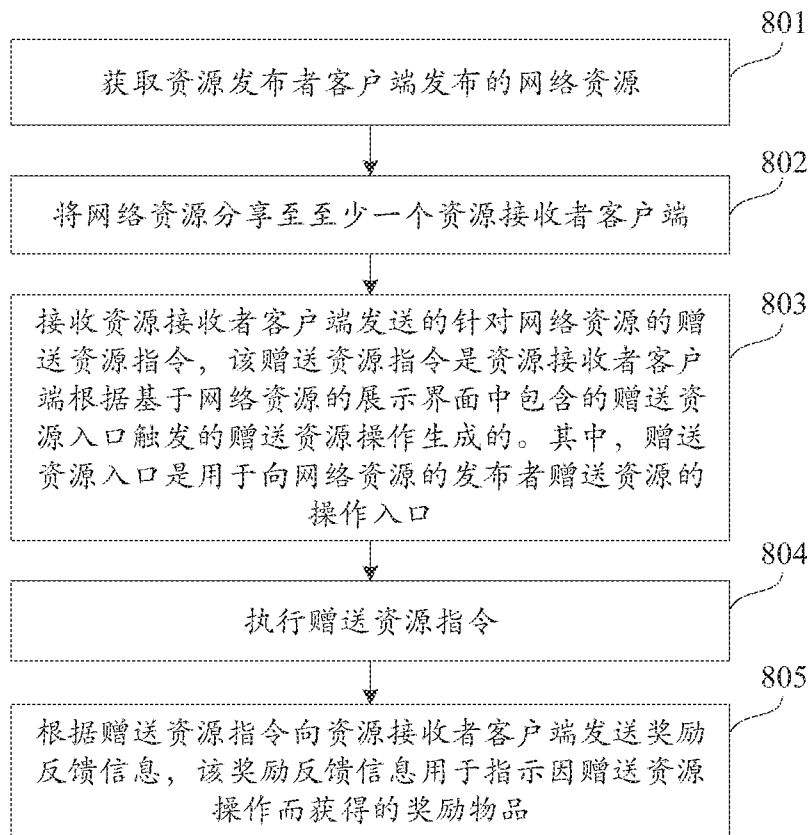 801
获取资源发布者客户端发布的网络资源
802
将网络资源分享至至少一个资源接收者客户端
803
接收资源接收者客户端发送的针对网络资源的赠
送资源指令，该赠送资源指令是资源接收者客户
端根据基于网络资源的展示界面中包含的赠送资
源入口触发的赠送资源操作生成的。其中，赠送
资源入口是用于向网络资源的发布者赠送资源的
操作入口
804
执行赠送资源指令
805
根据赠送资源指令向资源接收者客户端发送奖励
反馈信息，该奖励反馈信息用于指示因赠送资源
操作而获得的奖励物品